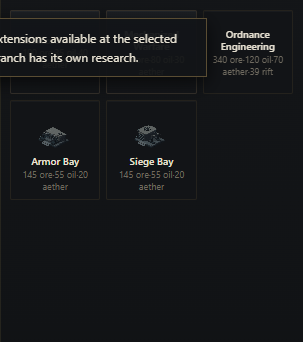 xtensions available at the selected
ranch has its own research.
Ordnance
Engineering
340 ore·120 oil·70
aether·39 rift
Armor Bay
145 ore·55 oil·20
aether
Siege Bay
145 ore·55 oil·20
aether